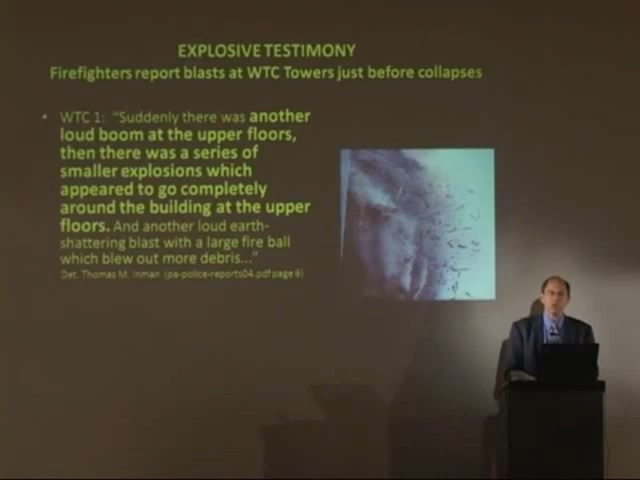 EXPLOSIVE TESTIMONY
Firefighters report blasts at WTC Towers just before collapses
• WTC 1: "Suddenly there was another
loud boom at the upper floors,
then there was a series of
smaller explosions which
appeared to go completely
around the building at the upper
floors. And another loud earth-
shattering blast with a large fire ball
which blew out more debris..."
Det. Thomas M. Inman (pa-police-reports04.pdf page 6)